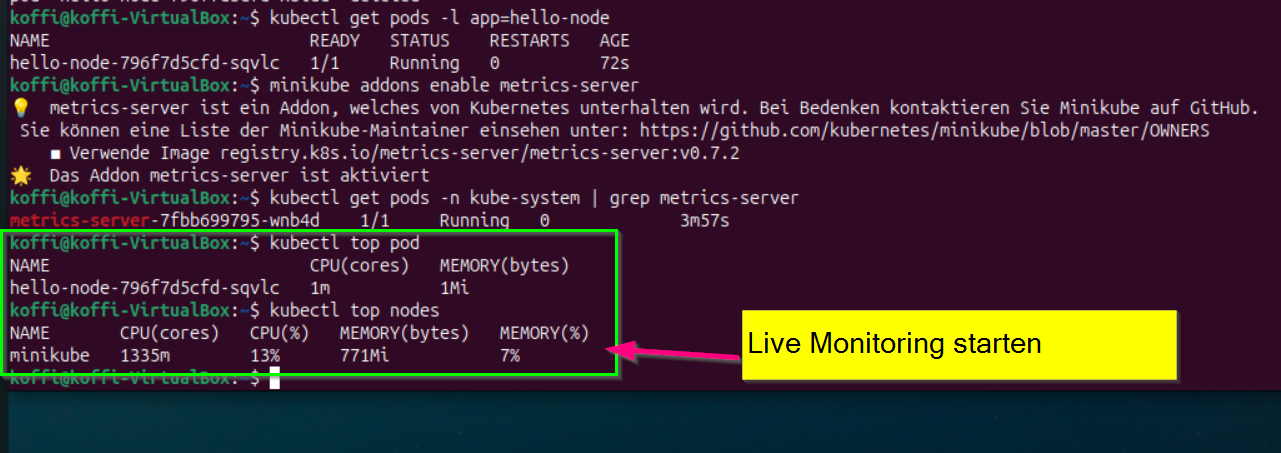 koffi@koffi-VirtualBox:~$ kubectl get pods -l app=hello-node
NAME READY STATUS RESTARTS AGE
hello-node-796f7d5cfd-sqvlc 1/1 Running 0 72s
koffi@koffi-VirtualBox:~$ minikube addons enable metrics-server
💡 metrics-server ist ein Addon, welches von Kubernetes unterhalten wird. Bei Bedenken kontaktieren Sie Minikube auf GitHub.
Sie können eine Liste der Minikube-Maintainer einsehen unter: https://github.com/kubernetes/minikube/blob/master/OWNERS
▪ Verwende Image registry.k8s.io/metrics-server/metrics-server:v0.7.2
🌟 Das Addon metrics-server ist aktiviert
koffi@koffi-VirtualBox:~$ kubectl get pods -n kube-system | grep metrics-server
metrics-server-7fbb699795-wnb4d 1/1 Running 0 3m57s
koffi@koffi-VirtualBox:~$ kubectl top pod
NAME CPU(cores) MEMORY(bytes)
hello-node-796f7d5cfd-sqvlc 1m 1Mi
koffi@koffi-VirtualBox:~$ kubectl top nodes
NAME CPU(cores) CPU(%) MEMORY(bytes) MEMORY(%)
minikube 1335m 13% 771Mi 7%
koffi@koffi-VirtualBox:~$
Live Monitoring starten